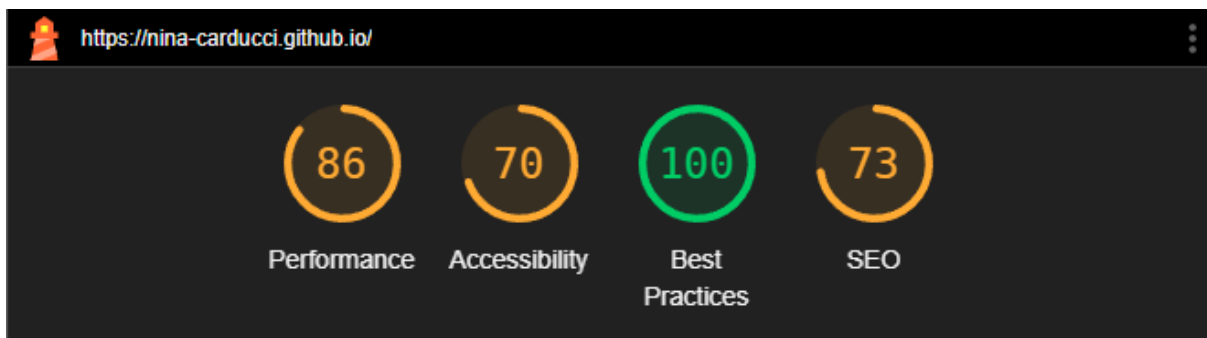 https://nina-carducci.github.io/
86 70 100 73
Performance Accessibility Best SEO
Practices